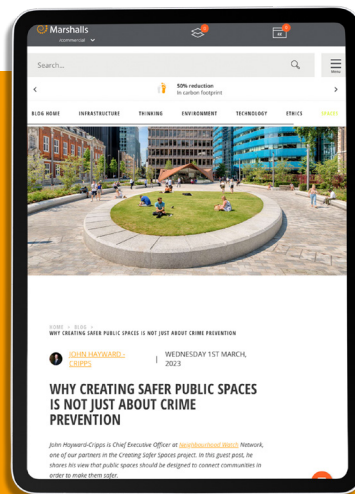 Marshalls
commercial
Search...
Menu
50% reduction
in carbon footprint
BLOG HOME INFRASTRUCTURE THINKING ENVIRONMENT TECHNOLOGY ETHICS SPACES
HOME > BLOG >
WHY CREATING SAFER PUBLIC SPACES IS NOT JUST ABOUT CRIME PREVENTION
JOHN HAYWARD - CRIPPS | WEDNESDAY 1ST MARCH, 2023
WHY CREATING SAFER PUBLIC SPACES
IS NOT JUST ABOUT CRIME
PREVENTION
John Hayward-Cripps is Chief Executive Officer at Neighbourhood Watch Network,
one of our partners in the Creating Safer Spaces project. In this guest post, he
shares his view that public spaces should be designed to connect communities in
order to make them safer.